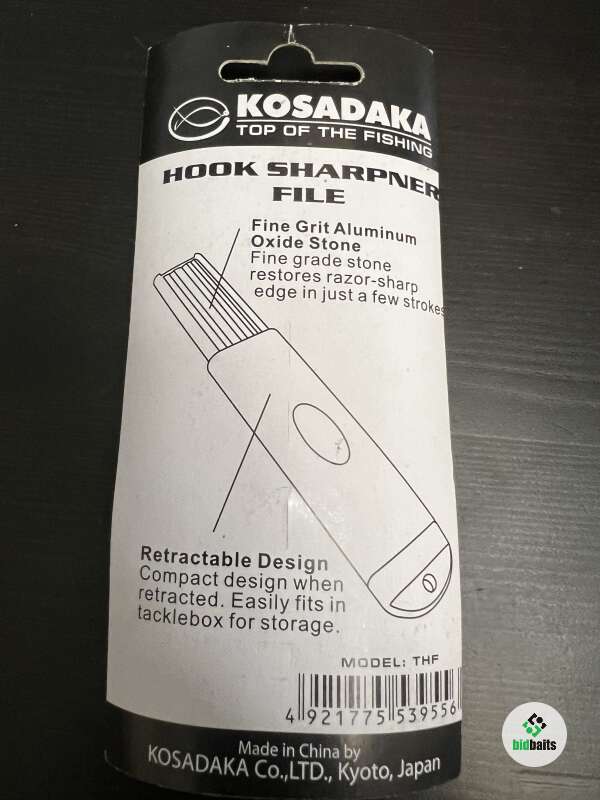 KOSADAKA
TOP OF THE FISHING
HOOK SHARPNER
FILE
Fine Grit Aluminum
Oxide Stone
Fine grade stone
restores razor-sharp
edge in just a few strokes
Retractable Design
Compact design when
retracted. Easily fits in
tacklebox for storage.
MODEL: THF
4 921775 539556
Made in China by
KOSADAKA Co.,LTD., Kyoto, Japan
bidbaits